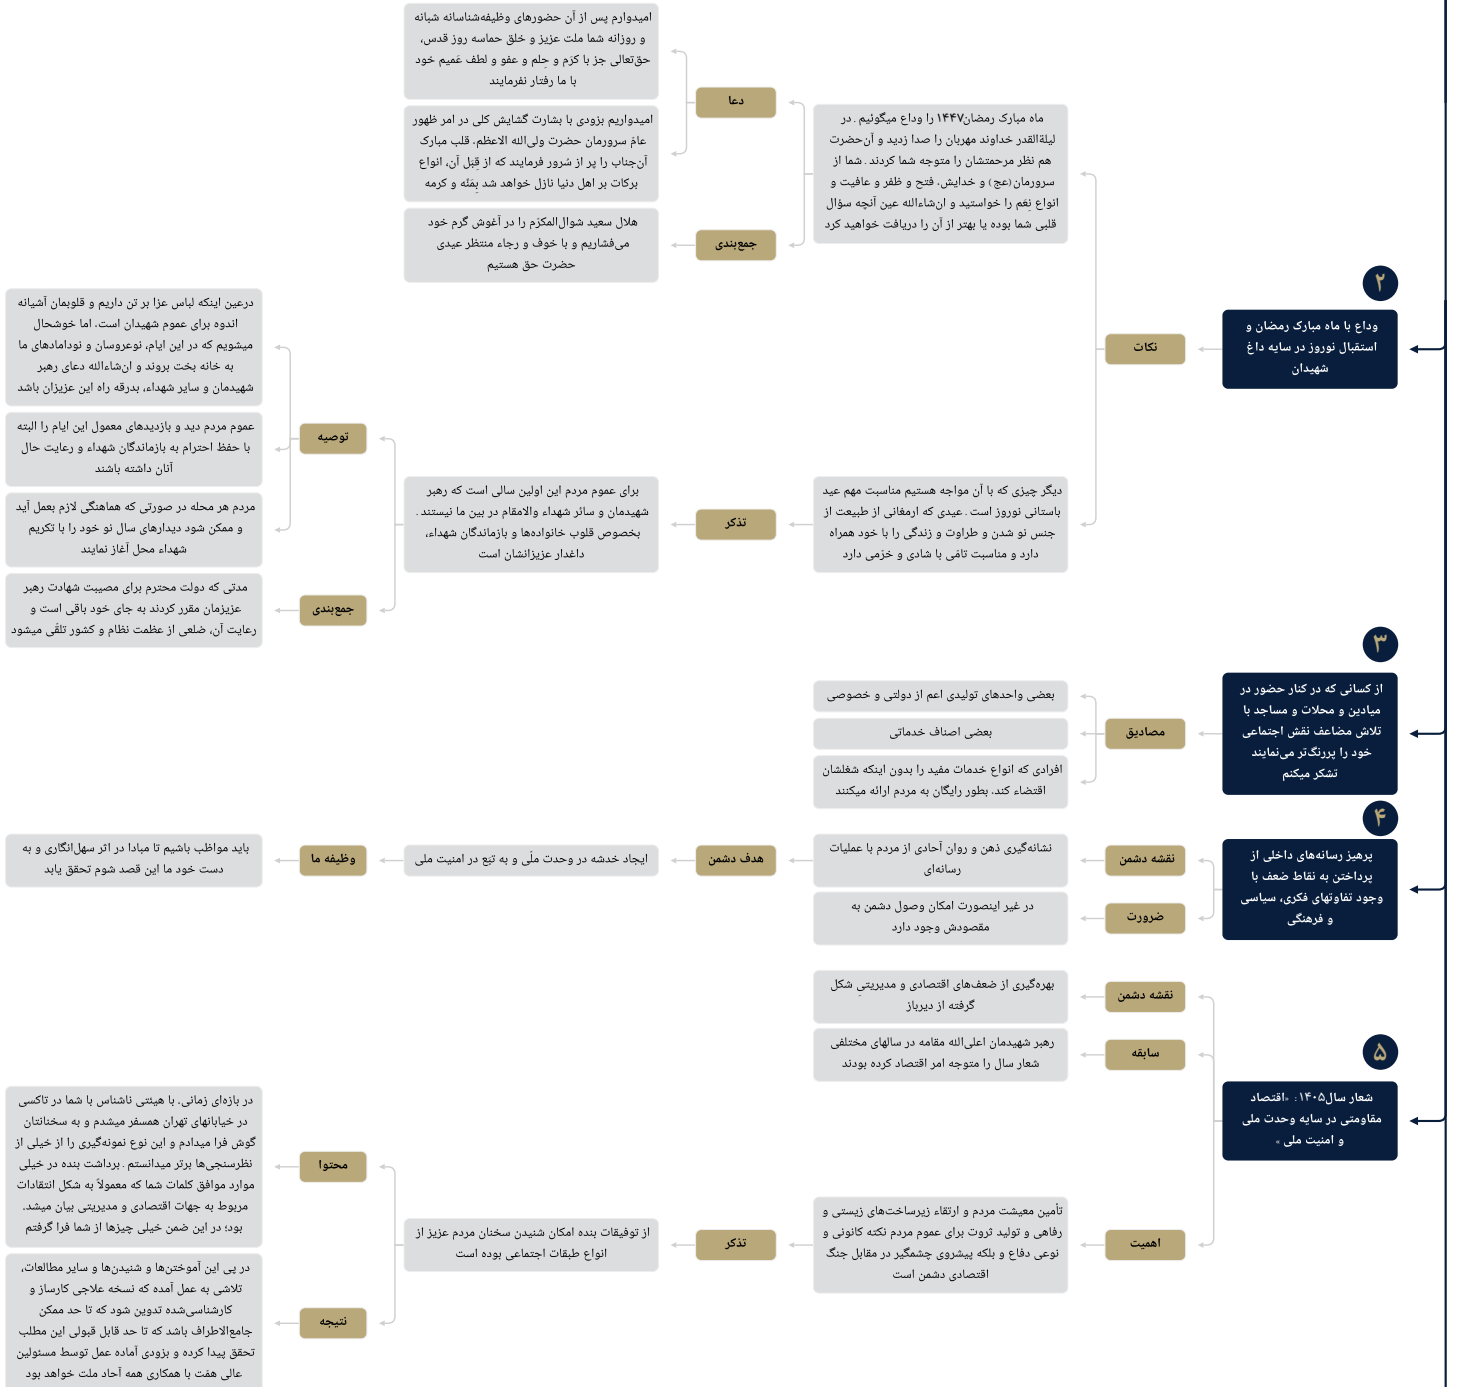 ۲
وداع با ماه مبارک رمضان و
استقبال نوروز در سایه داغ
شهیدان
نکات
ماه مبارک رمضان۱۴۴۷ را وداع میگوئیم . در
لیلةالقدر خداوند مهربان را صدا زدید و آن‌حضرت
هم نظر مرحمتشان را متوجه شما کردند . شما از
سرورمان(عج) و خدایش، فتح و ظفر و عافیت و
انواع نِعَم را خواستید و ان‌شاءالله عین آنچه سؤال
قلبی شما بوده یا بهتر از آن را دریافت خواهید کرد
دعا
امیدوارم پس از آن حضورهای وظیفه‌شناسانه شبانه
و روزانه شما ملت عزیز و خلق حماسه روز قدس،
حق‌تعالی جز با کَرَم و حِلم و عفو و لطف عَمیم خود
با ما رفتار نفرمایند
امیدواریم بزودی با بشارت گشایش کلی در امر ظهور
عامّ سرورمان حضرت ولی‌الله الاعظم، قلب مبارک
آن‌جناب را پر از سُرور فرمایند که از قِبَل آن، انواع
برکات بر اهل دنیا نازل خواهد شد بِمَنّه و کرمه
جمع‌بندی
هلال سعید شوال‌المکرّم را در آغوش گرم خود
می‌فشاریم و با خوف و رجاء منتظر عیدی
حضرت حق هستیم
دیگر چیزی که با آن مواجه هستیم مناسبت مهم عید
باستانی نوروز است . عیدی که ارمغانی از طبیعت از
جنس نو شدن و طراوت و زندگی را با خود همراه
دارد و مناسبت تامّی با شادی و خرّمی دارد
تذکر
برای عموم مردم این اولین سالی است که رهبر
شهیدمان و سائر شهداء والامقام در بین ما نیستند .
بخصوص قلوب خانواده‌ها و بازماندگان شهداء،
داغدار عزیزانشان است
توصیه
درعین اینکه لباس عزا بر تن داریم و قلوبمان آشیانه
اندوه برای عموم شهیدان است، اما خوشحال
میشویم که در این ایام، نوعروسان و نودامادهای ما
به خانه بخت بروند و ان‌شاءالله دعای رهبر
شهیدمان و سایر شهداء، بدرقه راه این عزیزان باشد
عموم مردم دید و بازدیدهای معمول این ایام را البته
با حفظ احترام به بازماندگان شهداء و رعایت حال
آنان داشته باشند
مردم هر محله در صورتی که هماهنگی لازم بعمل آید
و ممکن شود دیدارهای سال نو خود را با تکریم
شهداء محل آغاز نمایند
جمع‌بندی
مدتی که دولت محترم برای مصیبت شهادت رهبر
عزیزمان مقرر کردند به جای خود باقی است و
رعایت آن، ضلعی از عظمت نظام و کشور تلقّی میشود
۳
از کسانی که در کنار حضور در
میادین و محلات و مساجد با
تلاش مضاعف نقش اجتماعی
خود را پررنگ‌تر می‌نمایند
تشکر میکنم
مصادیق
بعضی واحدهای تولیدی اعم از دولتی و خصوصی
بعضی اصناف خدماتی
افرادی که انواع خدمات مفید را بدون اینکه شغلشان
اقتضاء کند، بطور رایگان به مردم ارائه میکنند
۴
پرهیز رسانه‌های داخلی از
پرداختن به نقاط ضعف با
وجود تفاوتهای فکری، سیاسی
و فرهنگی
نقشه دشمن
نشانه‌گیری ذهن و روان آحادی از مردم با عملیات
رسانه‌ای
هدف دشمن
ایجاد خدشه در وحدت ملّی و به تبَع در امنیت ملی
وظیفه ما
باید مواظب باشیم تا مبادا در اثر سهل‌انگاری و به
دست خود ما این قصد شوم تحقق یابد
ضرورت
در غیر اینصورت امکان وصول دشمن به
مقصودش وجود دارد
۵
شعار سال۱۴۰۵: «اقتصاد
مقاومتی در سایه وحدت ملی
و امنیت ملی »
نقشه دشمن
بهره‌گیری از ضعف‌های اقتصادی و مدیریتیِ شکل
گرفته از دیرباز
سابقه
رهبر شهیدمان اعلی‌الله مقامه در سالهای مختلفی
شعار سال را متوجه امر اقتصاد کرده بودند
اهمیت
تأمین معیشت مردم و ارتقاء زیرساخت‌های زیستی و
رفاهی و تولید ثروت برای عموم مردم نکته کانونی و
نوعی دفاع و بلکه پیشروی چشمگیر در مقابل جنگ
اقتصادی دشمن است
تذکر
از توفیقات بنده امکان شنیدن سخنان مردم عزیز از
انواع طبقات اجتماعی بوده است
محتوا
در بازه‌ای زمانی، با هیئتی ناشناس با شما در تاکسی
در خیابانهای تهران همسفر میشدم و به سخنانتان
گوش فرا میدادم و این نوع نمونه‌گیری را از خیلی از
نظرسنجی‌ها برتر میدانستم . برداشت بنده در خیلی
موارد موافق کلمات شما که معمولاً به شکل انتقادات
مربوط به جهات اقتصادی و مدیریتی بیان میشد،
بود؛ در این ضمن خیلی چیزها از شما فرا گرفتم
نتیجه
در پی این آموختن‌ها و شنیدن‌ها و سایر مطالعات،
تلاشی به عمل آمده که نسخه علاجی کارساز و
کارشناسی‌شده تدوین شود که تا حد ممکن
جامع‌الاطراف باشد که تا حد قابل قبولی این مطلب
تحقق پیدا کرده و بزودی آماده عمل توسط مسئولین
عالی همّت با همکاری همه آحاد ملت خواهد بود